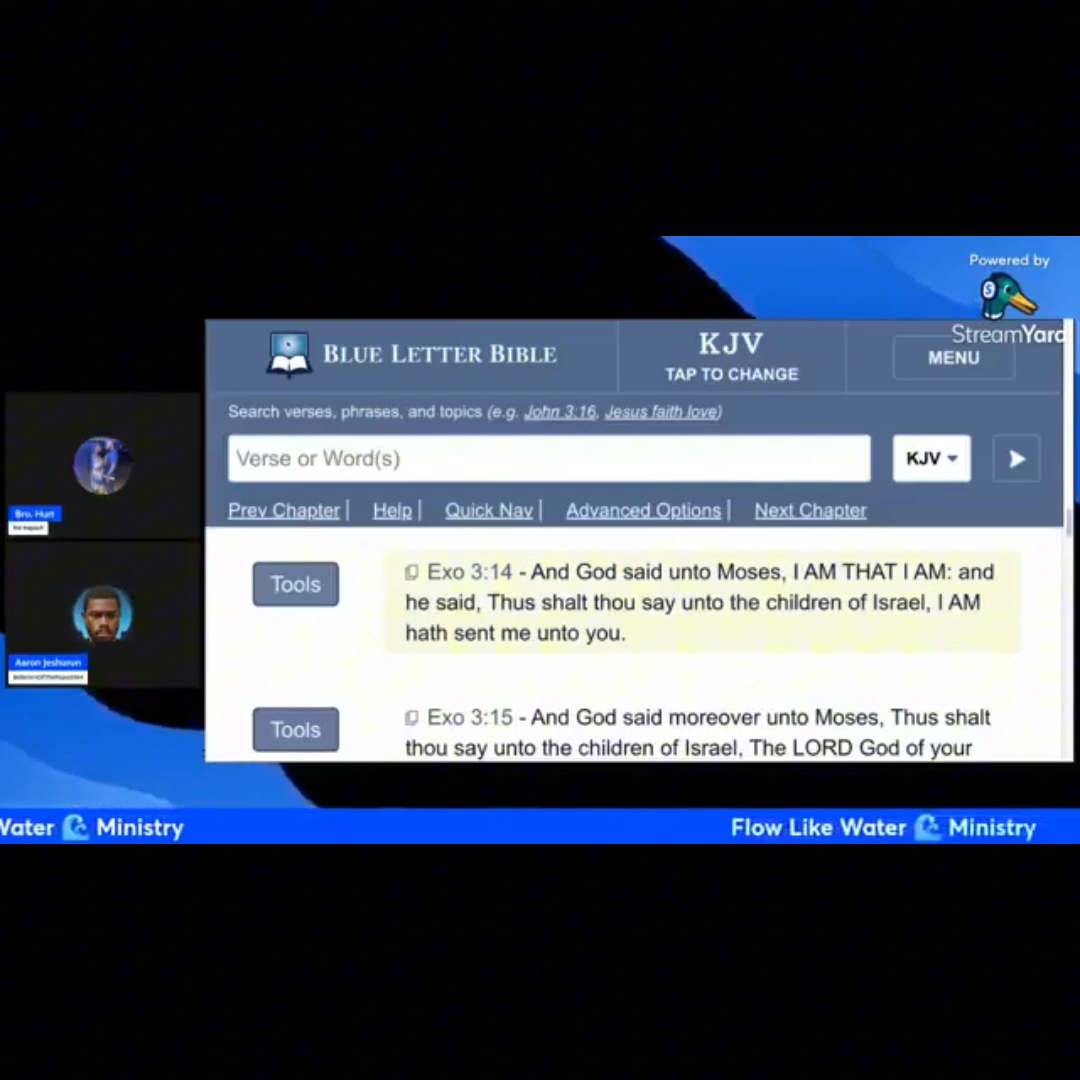 Powered by
StreamYard
BLUE LETTER BIBLE
KJV
TAP TO CHANGE
MENU
Search verses, phrases, and topics (e.g. John 3:16, Jesus faith love)
Verse or Word(s)
KJV
Prev Chapter | Help | Quick Nav | Advanced Options | Next Chapter
Bro. Hurt
Tools
Exo 3:14 - And God said unto Moses, I AM THAT I AM: and
he said, Thus shalt thou say unto the children of Israel, I AM
hath sent me unto you.
Aaron Jeshurun
Tools
Exo 3:15 - And God said moreover unto Moses, Thus shalt
thou say unto the children of Israel, The LORD God of your
Water Ministry
Flow Like Water Ministry